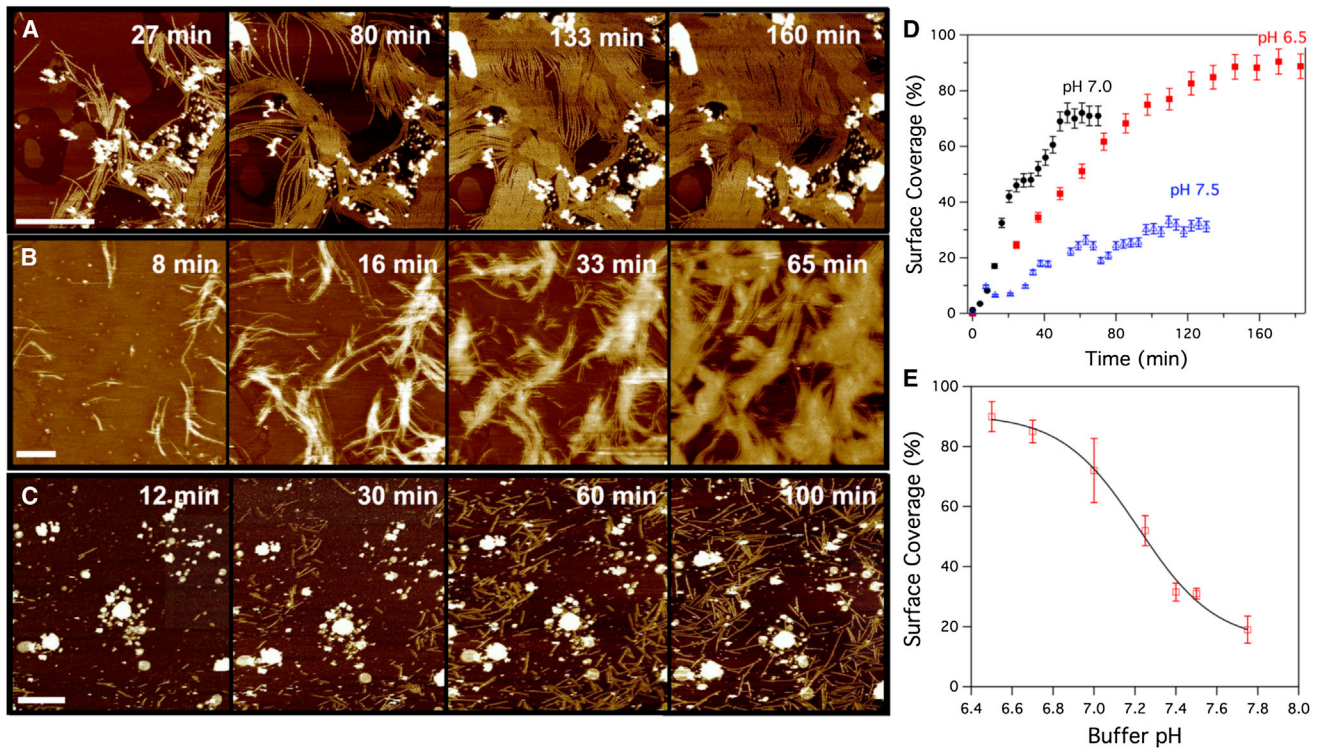 A 27 min 80 min 133 min 160 min
B 8 min 16 min 33 min 65 min
C 12 min 30 min 60 min 100 min
D
100
80
60
40
20
0
Surface Coverage (%)
pH 6.5
pH 7.0
pH 7.5
0 40 80 120 160
Time (min)
E
100
80
60
40
20
0
Surface Coverage (%)
6.4 6.6 6.8 7.0 7.2 7.4 7.6 7.8 8.0
Buffer pH